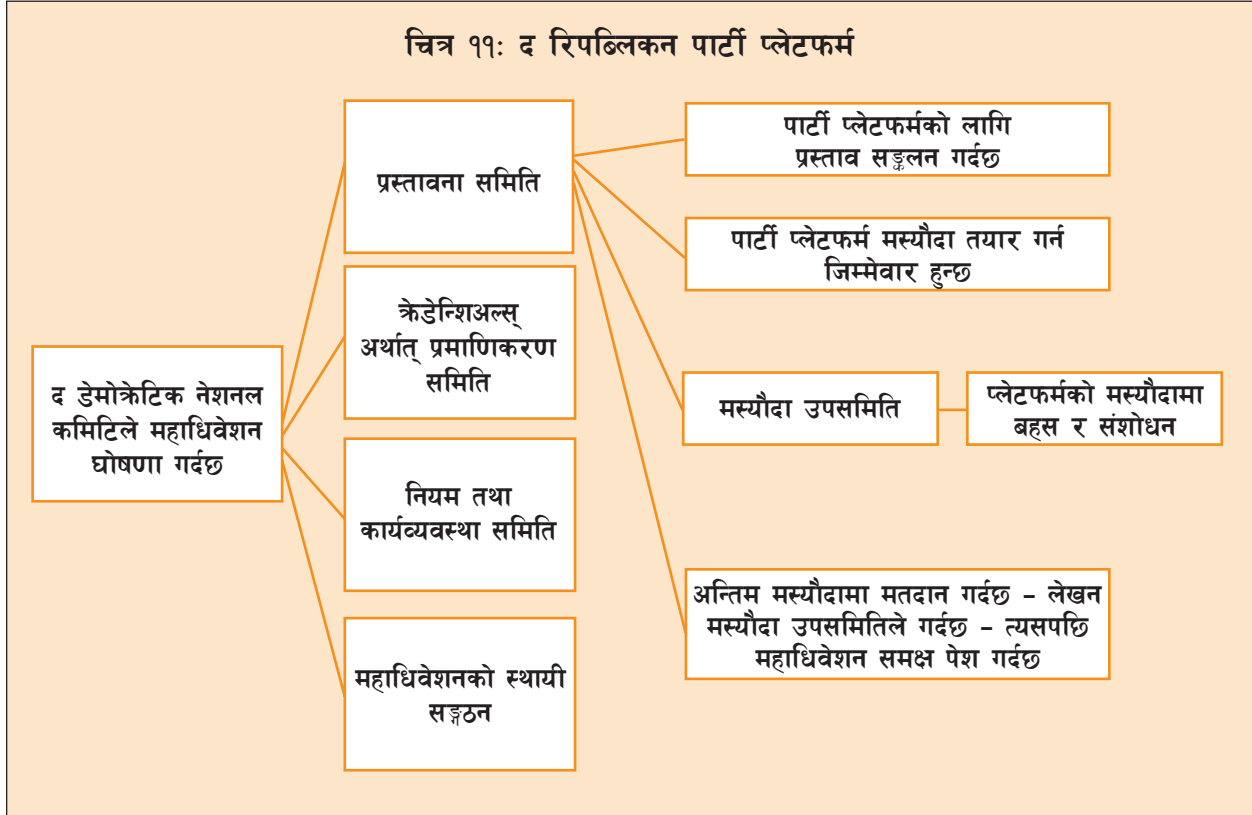 चित्र ११: द रिपब्लिकन पार्टी प्लेटफर्म
द डेमोक्रेटिक नेशनल
कमिटिले महाधिवेशन
घोषणा गर्दछ
प्रस्तावना समिति
क्रेडेन्शिअल्स्
अर्थात् प्रमाणिकरण
समिति
नियम तथा
कार्यव्यवस्था समिति
महाधिवेशनको स्थायी
सङ्गठन
पार्टी प्लेटफर्मको लागि
प्रस्ताव सङ्कलन गर्दछ
पार्टी प्लेटफर्म मस्यौदा तयार गर्न
जिम्मेवार हुन्छ
मस्यौदा उपसमिति
प्लेटफर्मको मस्यौदामा
बहस र संशोधन
अन्तिम मस्यौदामा मतदान गर्दछ – लेखन
मस्यौदा उपसमितिले गर्दछ – त्यसपछि
महाधिवेशन समक्ष पेश गर्दछ